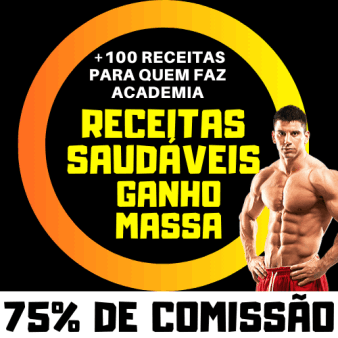 +100 RECEITAS
PARA QUEM FAZ
ACADEMIA
RECEITAS
SAUDÁVEIS
GANHO
MASSA
75% DE COMISSÃO